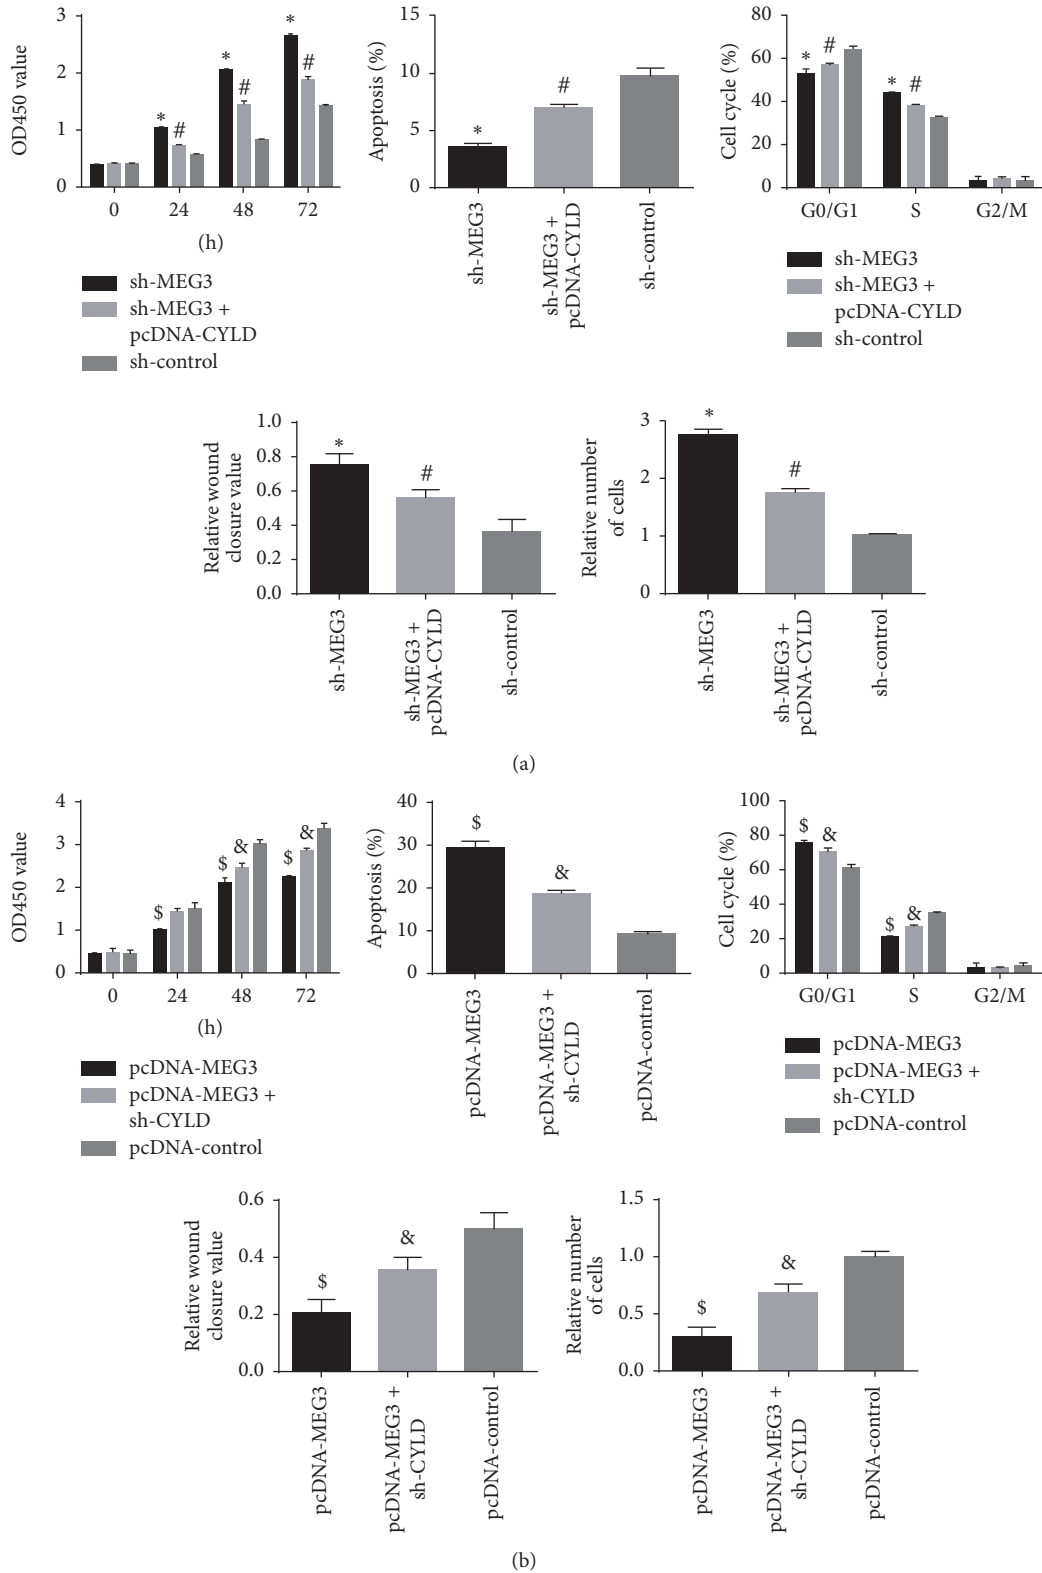 OD450 value
3
2
1
0
*
#
*
#
*
#
0
24
48
72
(h)
sh-MEG3
sh-MEG3 +
pcDNA-CYLD
sh-control
Apoptosis (%)
15
10
5
0
*
#
sh-MEG3
sh-MEG3 +
pcDNA-CYLD
sh-control
Cell cycle (%)
80
60
40
20
0
*
#
*
#
G0/G1
S
G2/M
sh-MEG3
sh-MEG3 +
pcDNA-CYLD
sh-control
Relative wound
closure value
1.0
0.8
0.6
0.4
0.2
0.0
*
#
sh-MEG3
sh-MEG3 +
pcDNA-CYLD
sh-control
Relative number
of cells
3
2
1
0
*
#
sh-MEG3
sh-MEG3 +
pcDNA-CYLD
sh-control
(a)
OD450 value
4
3
2
1
0
$
$
&
$
&
0
24
48
72
(h)
pcDNA-MEG3
pcDNA-MEG3 +
sh-CYLD
pcDNA-control
Apoptosis (%)
40
30
20
10
0
$
&
pcDNA-MEG3
pcDNA-MEG3 +
sh-CYLD
pcDNA-control
Cell cycle (%)
100
80
60
40
20
0
$
&
$
&
G0/G1
S
G2/M
pcDNA-MEG3
pcDNA-MEG3 +
sh-CYLD
pcDNA-control
Relative wound
closure value
0.6
0.4
0.2
0.0
$
&
pcDNA-MEG3
pcDNA-MEG3 +
sh-CYLD
pcDNA-control
Relative number
of cells
1.5
1.0
0.5
0.0
$
&
pcDNA-MEG3
pcDNA-MEG3 +
sh-CYLD
pcDNA-control
(b)